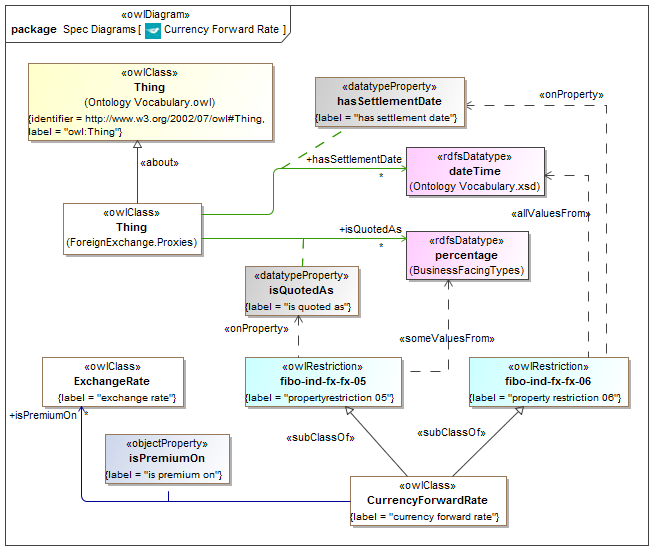 «owlDiagram»
package Spec Diagrams [ Currency Forward Rate ]
«owlClass»
Thing
(Ontology Vocabulary.owl)
{identifier = http://www.w3.org/2002/07/owl#Thing,
label = "owl:Thing"}
«datatypeProperty»
hasSettlementDate
{label = "has settlement date"}
«onProperty»
«about»
+hasSettlementDate
*
«rdfsDatatype»
dateTime
(Ontology Vocabulary.xsd)
«owlClass»
Thing
(ForeignExchange.Proxies)
«allValuesFrom»
+isQuotedAs
*
«rdfsDatatype»
percentage
(BusinessFacingTypes)
«datatypeProperty»
isQuotedAs
{label = "is quoted as"}
«onProperty»
«someValuesFrom»
«owlClass»
ExchangeRate
{label = "exchange rate"}
«owlRestriction»
fibo-ind-fx-fx-05
{label = "propertyrestriction 05"}
«owlRestriction»
fibo-ind-fx-fx-06
{label = "property restriction 06"}
+isPremiumOn *
«objectProperty»
isPremiumOn
{label = "is premium on"}
«subClassOf»
«subClassOf»
«owlClass»
CurrencyForwardRate
{label = "currency forward rate"}